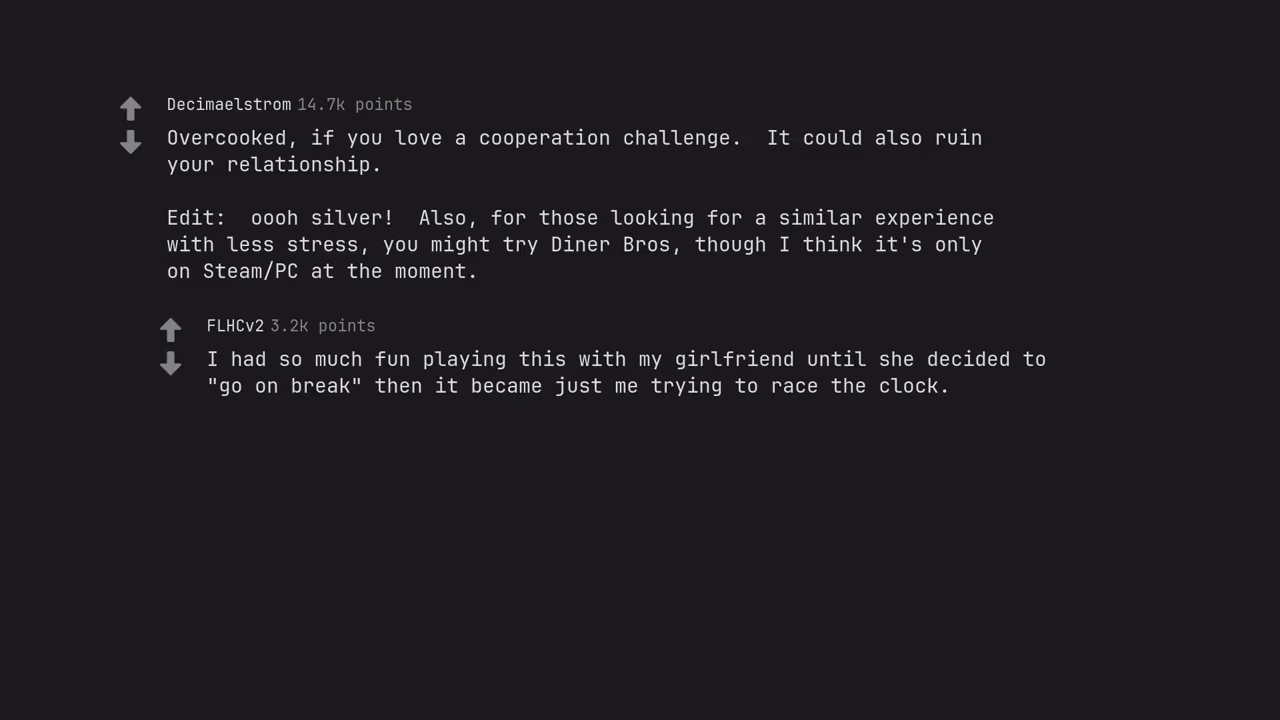 Decimaelstrom 14.7k points
Overcooked, if you love a cooperation challenge.  It could also ruin
your relationship.
Edit:  oooh silver!  Also, for those looking for a similar experience
with less stress, you might try Diner Bros, though I think it's only
on Steam/PC at the moment.
FLHCv2 3.2k points
I had so much fun playing this with my girlfriend until she decided to
"go on break" then it became just me trying to race the clock.